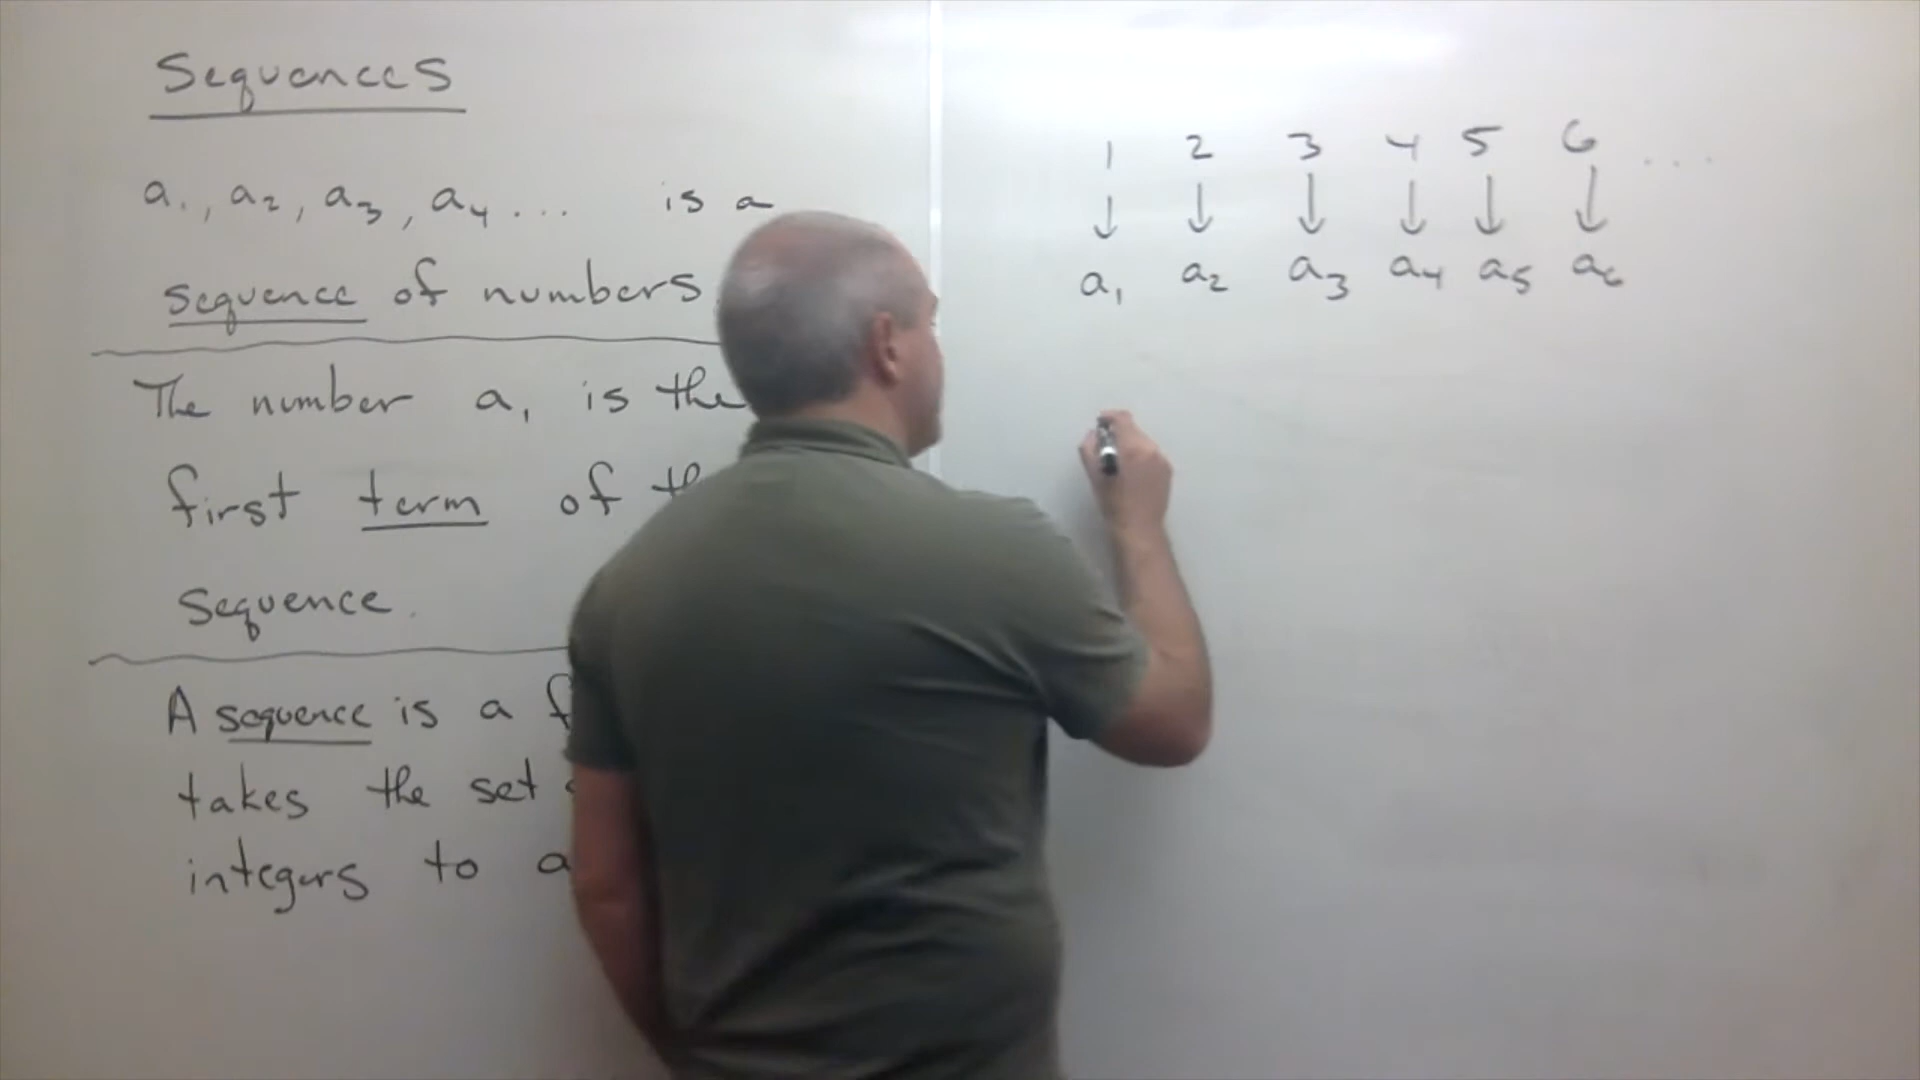 Sequences
a₁, a₂, a₃, a₄ ... is a
sequence of numbers
The number a₁ is the
first term of
sequence.
A sequence is a
takes the set
integers to a
1 2 3 4 5 6 ...
↓ ↓ ↓ ↓ ↓ ↓
a₁ a₂ a₃ a₄ a₅ a₆